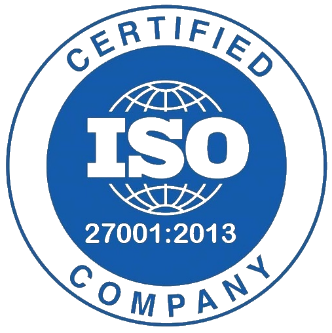 CERTIFIED
ISO
27001:2013
COMPANY